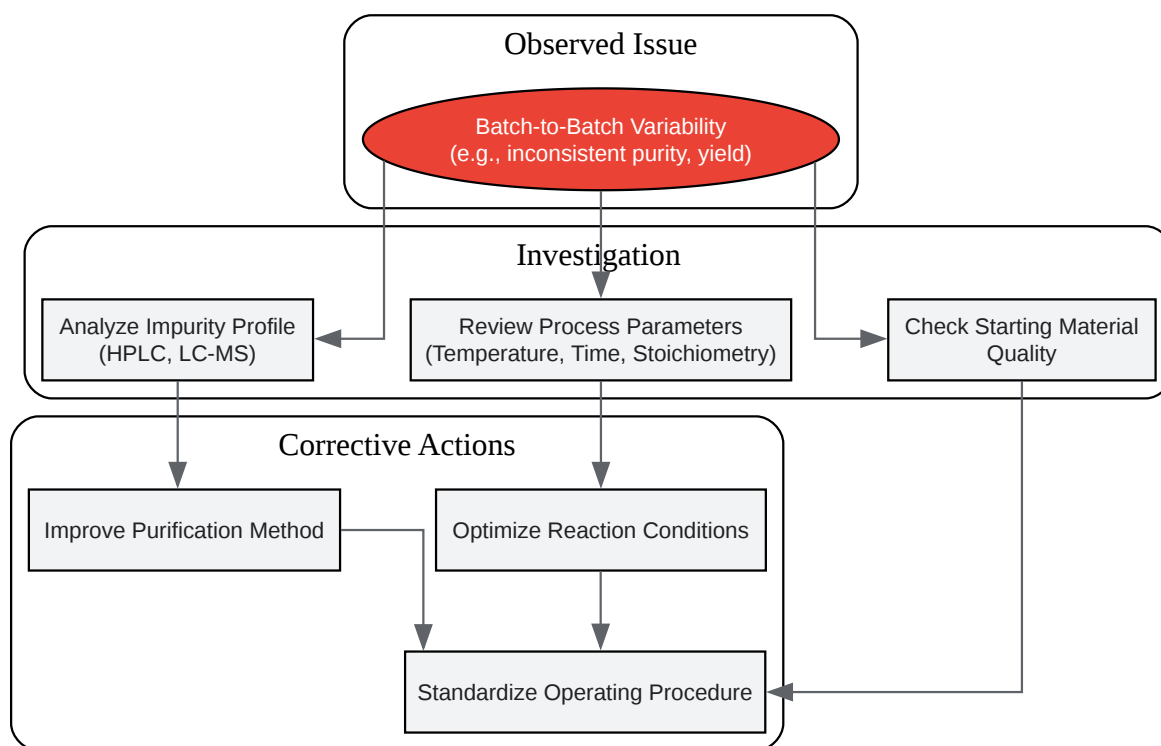 Observed Issue
Batch-to-Batch Variability
(e.g., inconsistent purity, yield)
Investigation
Analyze Impurity Profile
(HPLC, LC-MS)
Review Process Parameters
(Temperature, Time, Stoichiometry)
Check Starting Material
Quality
Corrective Actions
Improve Purification Method
Optimize Reaction Conditions
Standardize Operating Procedure